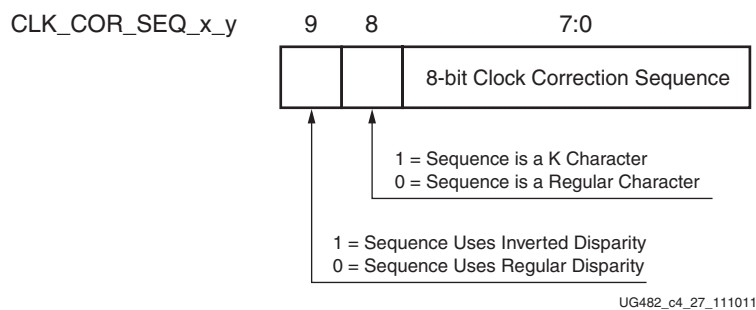 CLK_COR_SEQ_x_y 9 8 7:0
8-bit Clock Correction Sequence
1 = Sequence is a K Character
0 = Sequence is a Regular Character
1 = Sequence Uses Inverted Disparity
0 = Sequence Uses Regular Disparity
UG482_c4_27_111011